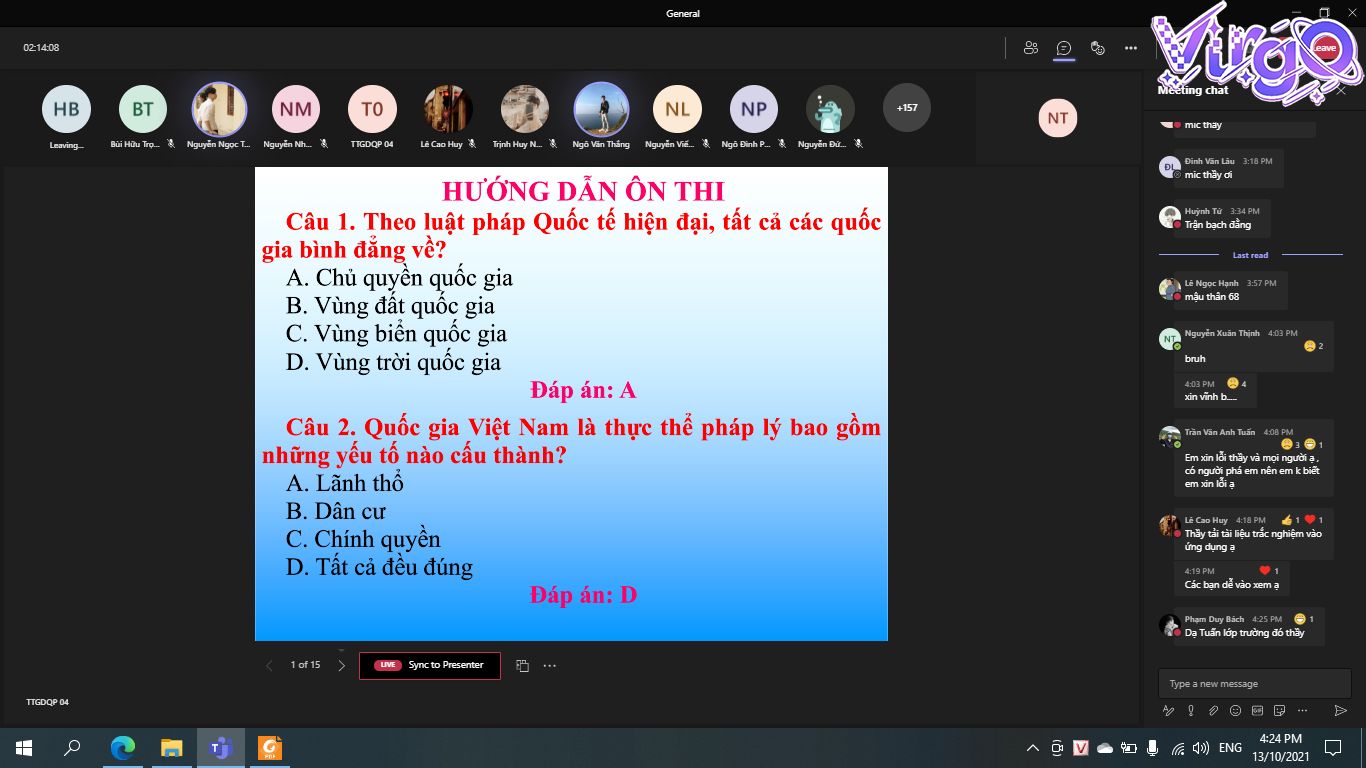 General
VirgO
02:14:08
Leave
HB
BT
NM
T0
NL
NP
+157
NT
Leaving...
Bùi Hữu Trọ...
Nguyễn Ngọc T...
Nguyễn Nh...
TTGDQP 04
Lê Cao Huy
Trịnh Huy N...
Ngô Văn Thắng
Nguyễn Viế...
Ngô Đình P...
Nguyễn Đứ...
HƯỚNG DẪN ÔN THI
Câu 1. Theo luật pháp Quốc tế hiện đại, tất cả các quốc
gia bình đẳng về?
A. Chủ quyền quốc gia
B. Vùng đất quốc gia
C. Vùng biển quốc gia
D. Vùng trời quốc gia
Đáp án: A
Câu 2. Quốc gia Việt Nam là thực thể pháp lý bao gồm
những yếu tố nào cấu thành?
A. Lãnh thổ
B. Dân cư
C. Chính quyền
D. Tất cả đều đúng
Đáp án: D
1 of 15
LIVE Sync to Presenter
TTGDQP 04
Meeting chat
mic thầy
ĐL
Đinh Văn Lâu 3:18 PM
mic thầy ơi
Huỳnh Tứ 3:34 PM
Trận bạch đằng
Last read
Lê Ngọc Hạnh 3:57 PM
mậu thân 68
NT
Nguyễn Xuân Thịnh 4:03 PM
2
bruh
4:03 PM 4
xin vĩnh b.....
Trần Văn Anh Tuấn 4:08 PM
3 1
Em xin lỗi thầy và mọi người ạ ,
có người phá em nên em k biết
em xin lỗi ạ
Lê Cao Huy 4:18 PM 1 1
Thầy tải tài liệu trắc nghiệm vào
ứng dụng ạ
4:19 PM 1
Các bạn dễ vào xem ạ
Phạm Duy Bách 4:25 PM 1
Dạ Tuấn lớp trường đó thầy
Type a new message
GIF
PDF
V
ENG
4:24 PM
13/10/2021